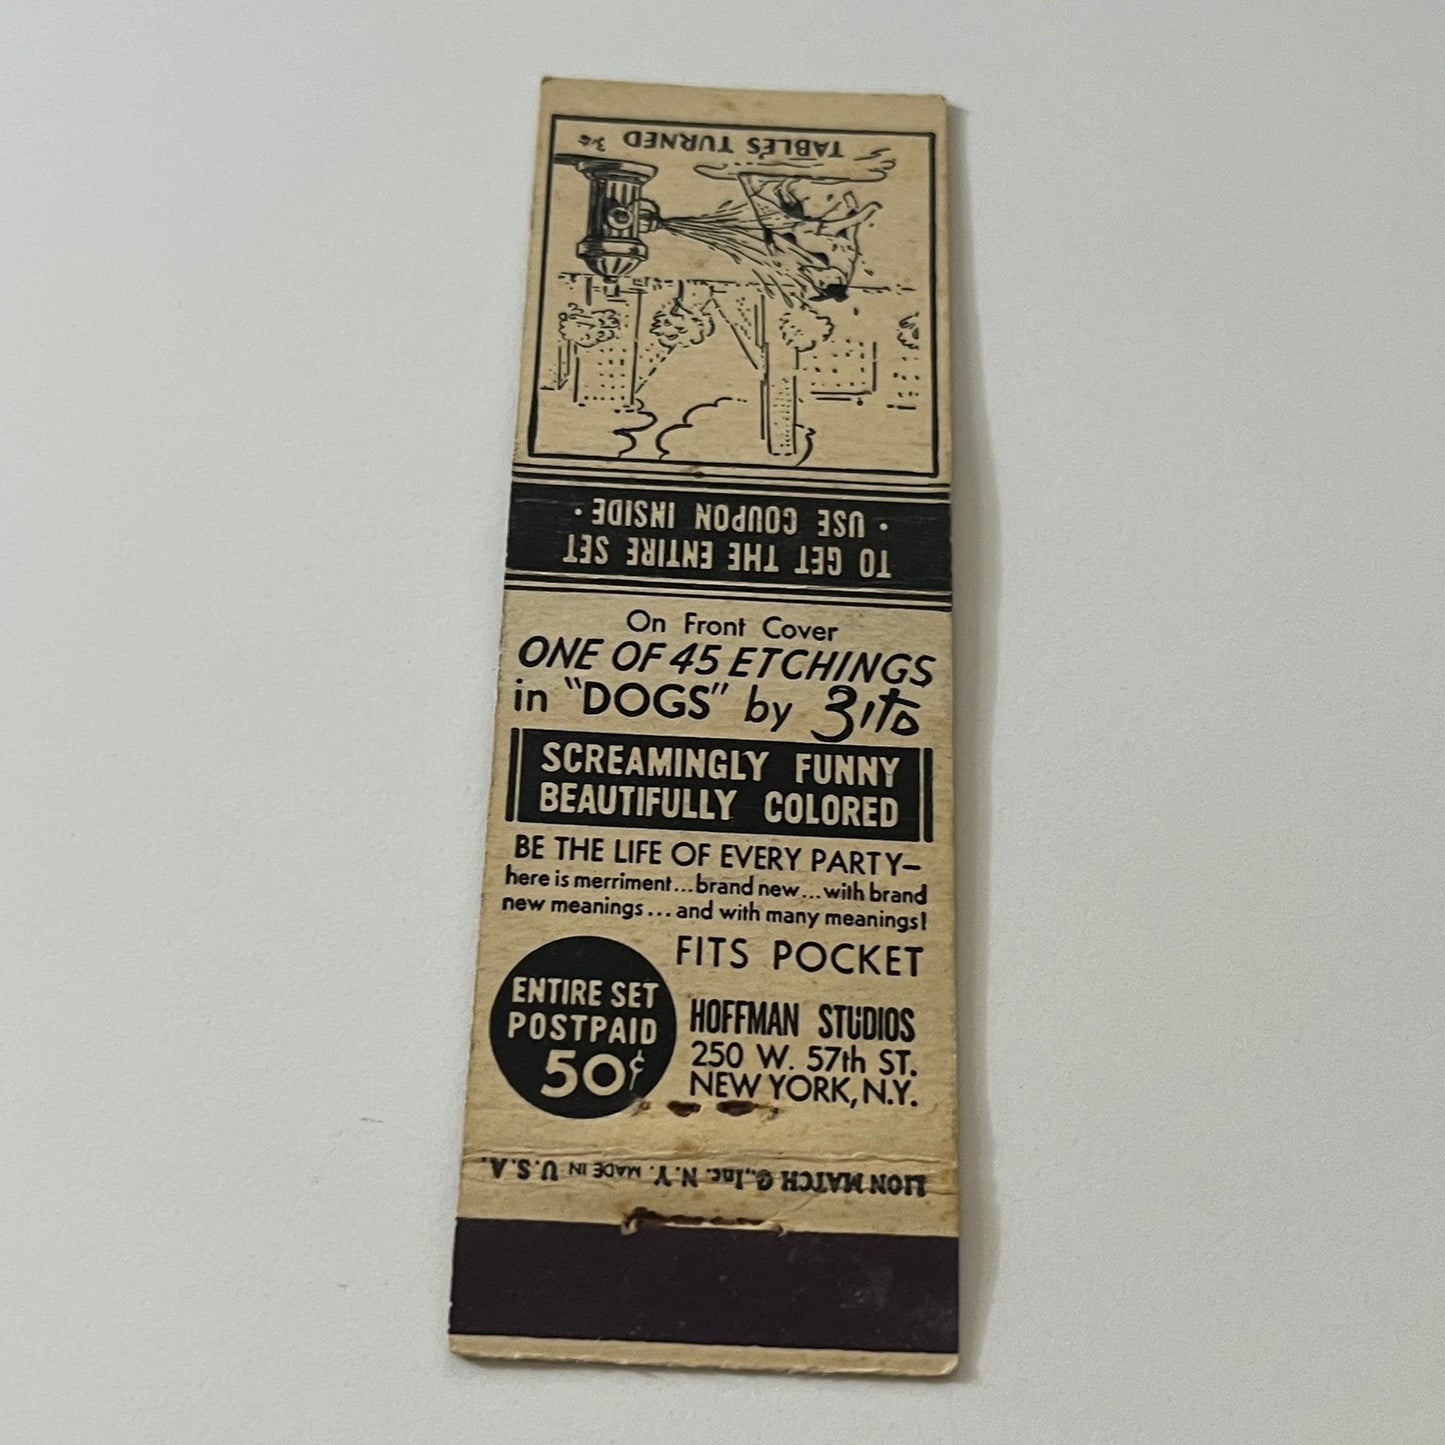 TABLES TURNED
TO GET THE ENTIRE SET
• USE COUPON INSIDE •
On Front Cover
ONE OF 45 ETCHINGS
in "DOGS" by Zito
SCREAMINGLY FUNNY
BEAUTIFULLY COLORED
BE THE LIFE OF EVERY PARTY—
here is merriment...brand new...with brand
new meanings...and with many meanings!
FITS POCKET
ENTIRE SET
POSTPAID
50¢
HOFFMAN STUDIOS
250 W. 57th ST.
NEW YORK, N.Y.
LION MATCH Co., Inc. N.Y. MADE IN U.S.A.